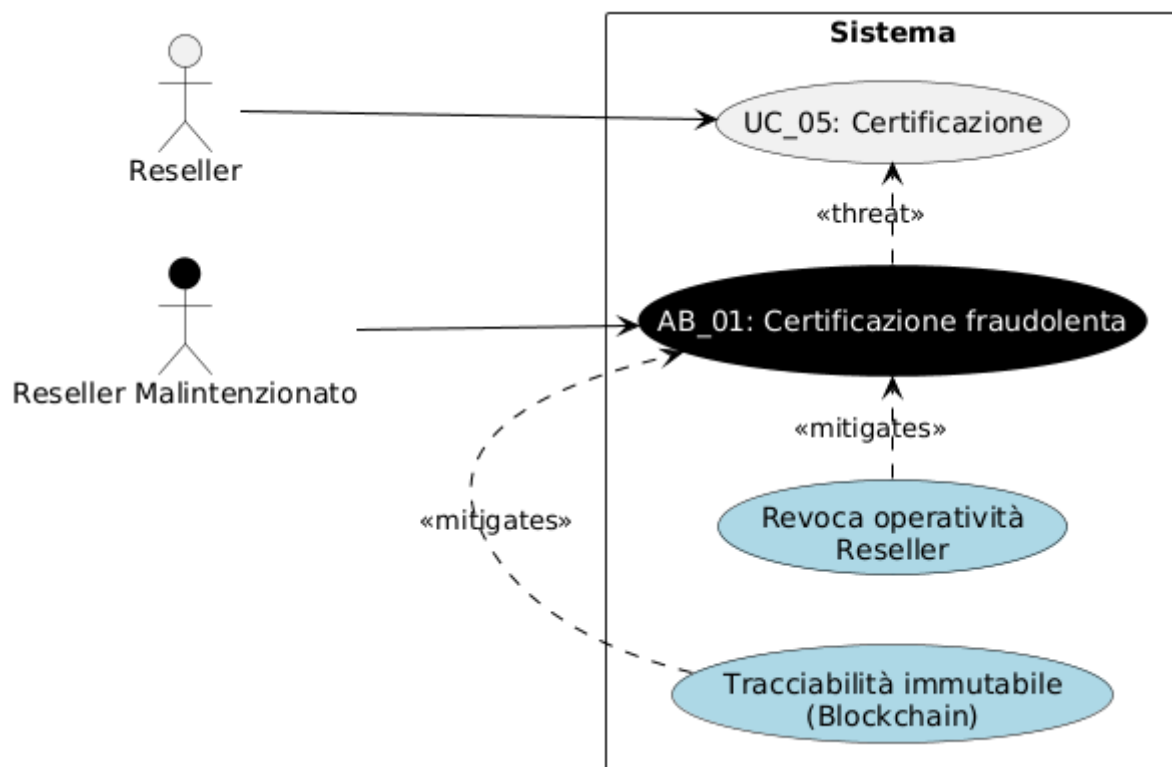 Sistema
Reseller
UC_05: Certificazione
«threat»
Reseller Malintenzionato
AB_01: Certificazione fraudolenta
«mitigates»
Revoca operatività
Reseller
«mitigates»
Tracciabilità immutabile
(Blockchain)